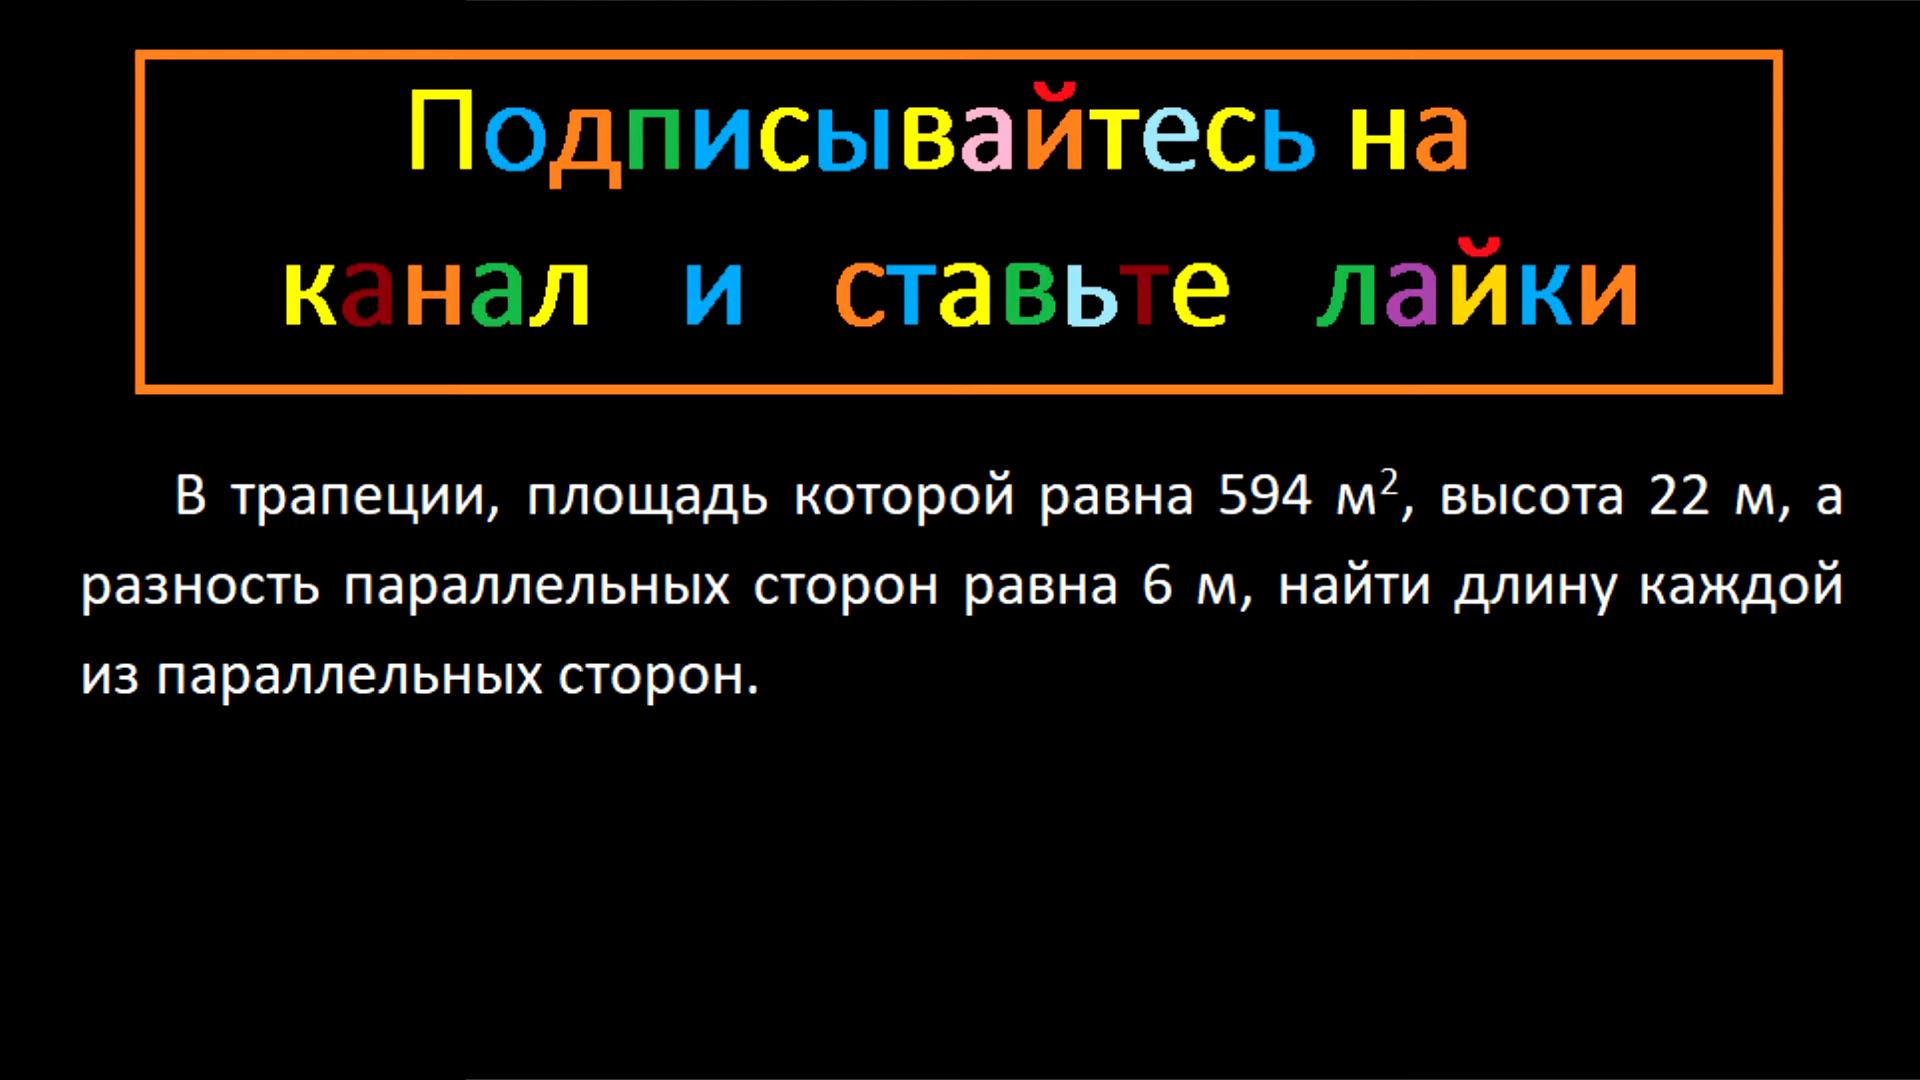 Подписывайтесь на
канал и ставьте лайки
В трапеции, площадь которой равна 594 м², высота 22 м, а
разность параллельных сторон равна 6 м, найти длину каждой
из параллельных сторон.